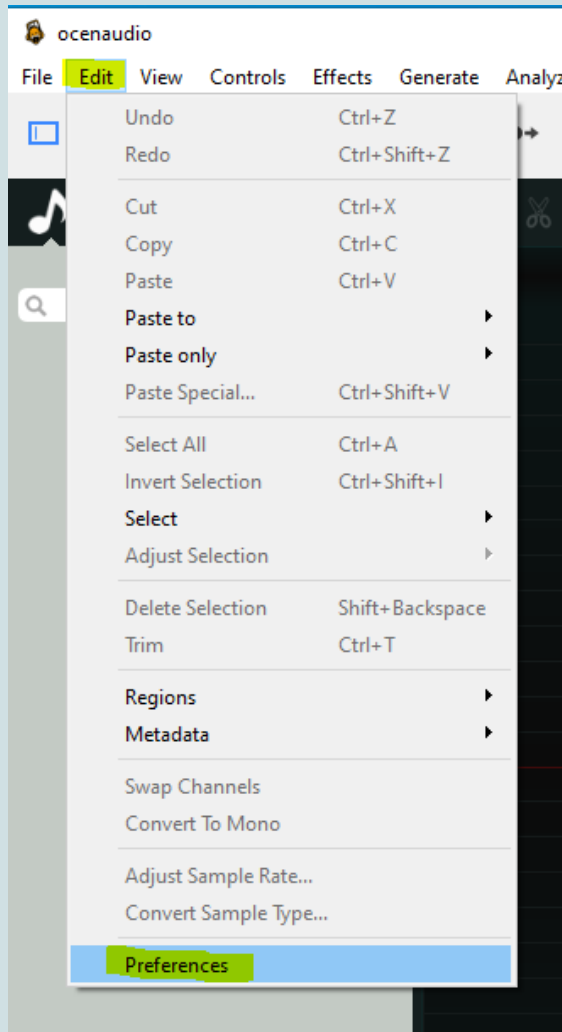 ocenaudio
File Edit View Controls Effects Generate
Undo Ctrl+Z
Redo Ctrl+Shift+Z
Cut Ctrl+X
Copy Ctrl+C
Paste Ctrl+V
Paste to
Paste only
Paste Special... Ctrl+Shift+V
Select All Ctrl+A
Invert Selection Ctrl+Shift+I
Select
Adjust Selection
Delete Selection Shift+Backspace
Trim Ctrl+T
Regions
Metadata
Swap Channels
Convert To Mono
Adjust Sample Rate...
Convert Sample Type...
Preferences